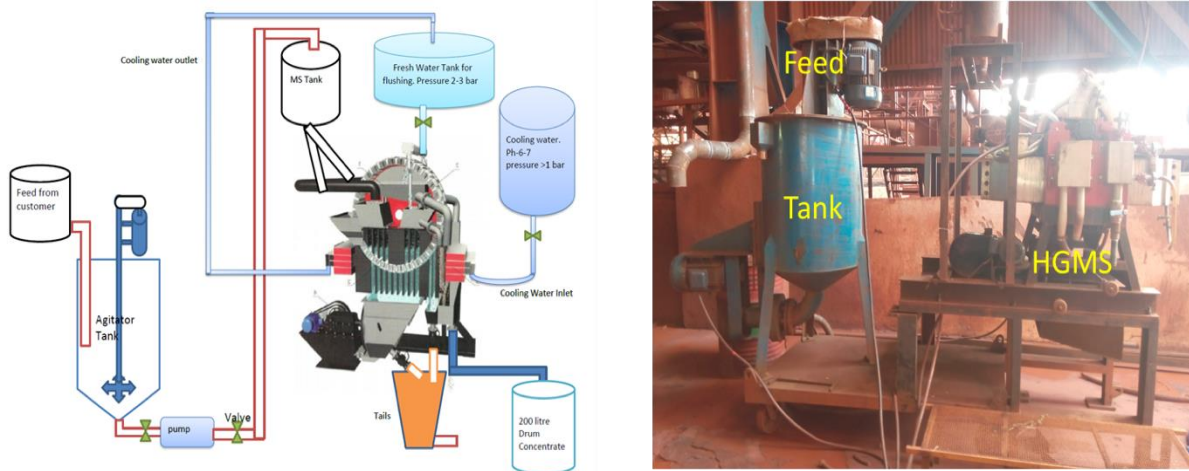 Cooling water outlet
MS Tank
Fresh Water Tank for
flushing. Pressure 2-3 bar
Cooling water.
Ph-6-7
pressure >1 bar
Feed from
customer
Cooling Water Inlet
Agitator
Tank
Valve
pump
Tails
200 litre
Drum
Concentrate
Feed
Tank
HGMS